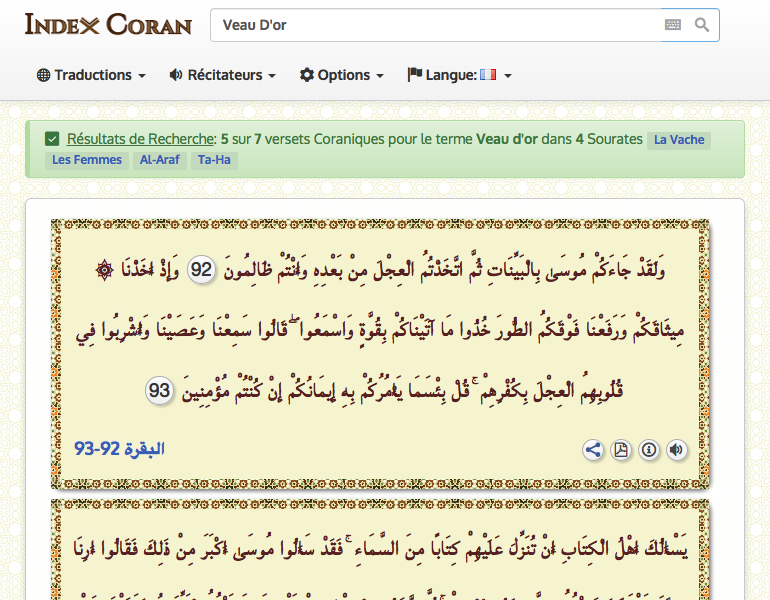 INDEX CORAN
Veau D'or
Traductions
Récitateurs
Options
Langue:
Résultats de Recherche: 5 sur 7 versets Coraniques pour le terme Veau d'or dans 4 Sourates La Vache
Les Femmes Al-Araf Ta-Ha
وَلَقَدْ جَاءَكُمْ مُوسَى بِالْبَيِّنَاتِ ثُمَّ اتَّخَذْتُمُ الْعِجْلَ مِنْ بَعْدِهِ وَأَنْتُمْ ظَالِمُونَ 92 وَإِذْ أَخَذْنَا ۞
مِيثَاقَكُمْ وَرَفَعْنَا فَوْقَكُمُ الطُّورَ خُذُوا مَا آتَيْنَاكُمْ بِقُوَّةٍ وَاسْمَعُوا ۖ قَالُوا سَمِعْنَا وَعَصَيْنَا وَأُشْرِبُوا فِي
قُلُوبِهِمُ الْعِجْلَ بِكُفْرِهِمْ ۚ قُلْ بِئْسَمَا يَأْمُرُكُمْ بِهِ إِيمَانُكُمْ إِنْ كُنْتُمْ مُؤْمِنِينَ 93
البقرة 92-93
يَسْأَلُكَ أَهْلُ الْكِتَابِ أَنْ تُنَزِّلَ عَلَيْهِمْ كِتَابًا مِنَ السَّمَاءِ ۚ فَقَدْ سَأَلُوا مُوسَى أَكْبَرَ مِنْ ذَلِكَ فَقَالُوا أَرِنَا